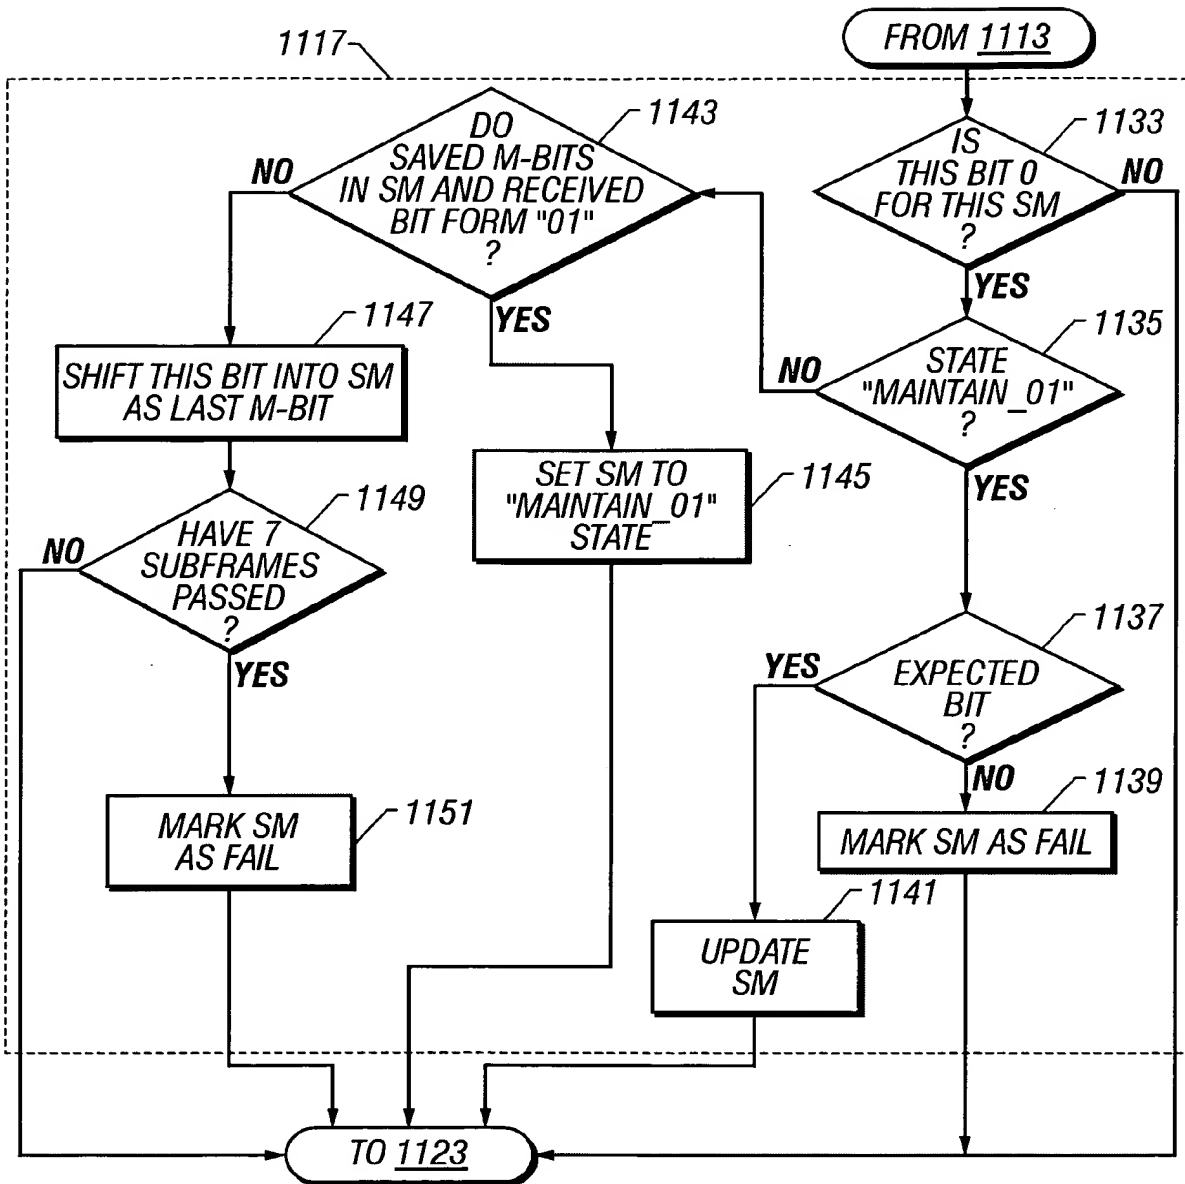 FROM 1113
1117
1133
IS
THIS BIT 0
FOR THIS SM
?
NO
YES
1143
DO
SAVED M-BITS
IN SM AND RECEIVED
BIT FORM "01"
?
NO
YES
1135
STATE
"MAINTAIN_01"
?
NO
YES
1147
SHIFT THIS BIT INTO SM
AS LAST M-BIT
1145
SET SM TO
"MAINTAIN_01"
STATE
1149
HAVE 7
SUBFRAMES
PASSED
?
NO
YES
1137
EXPECTED
BIT
?
YES
NO
1151
MARK SM
AS FAIL
1139
MARK SM AS FAIL
1141
UPDATE
SM
TO 1123